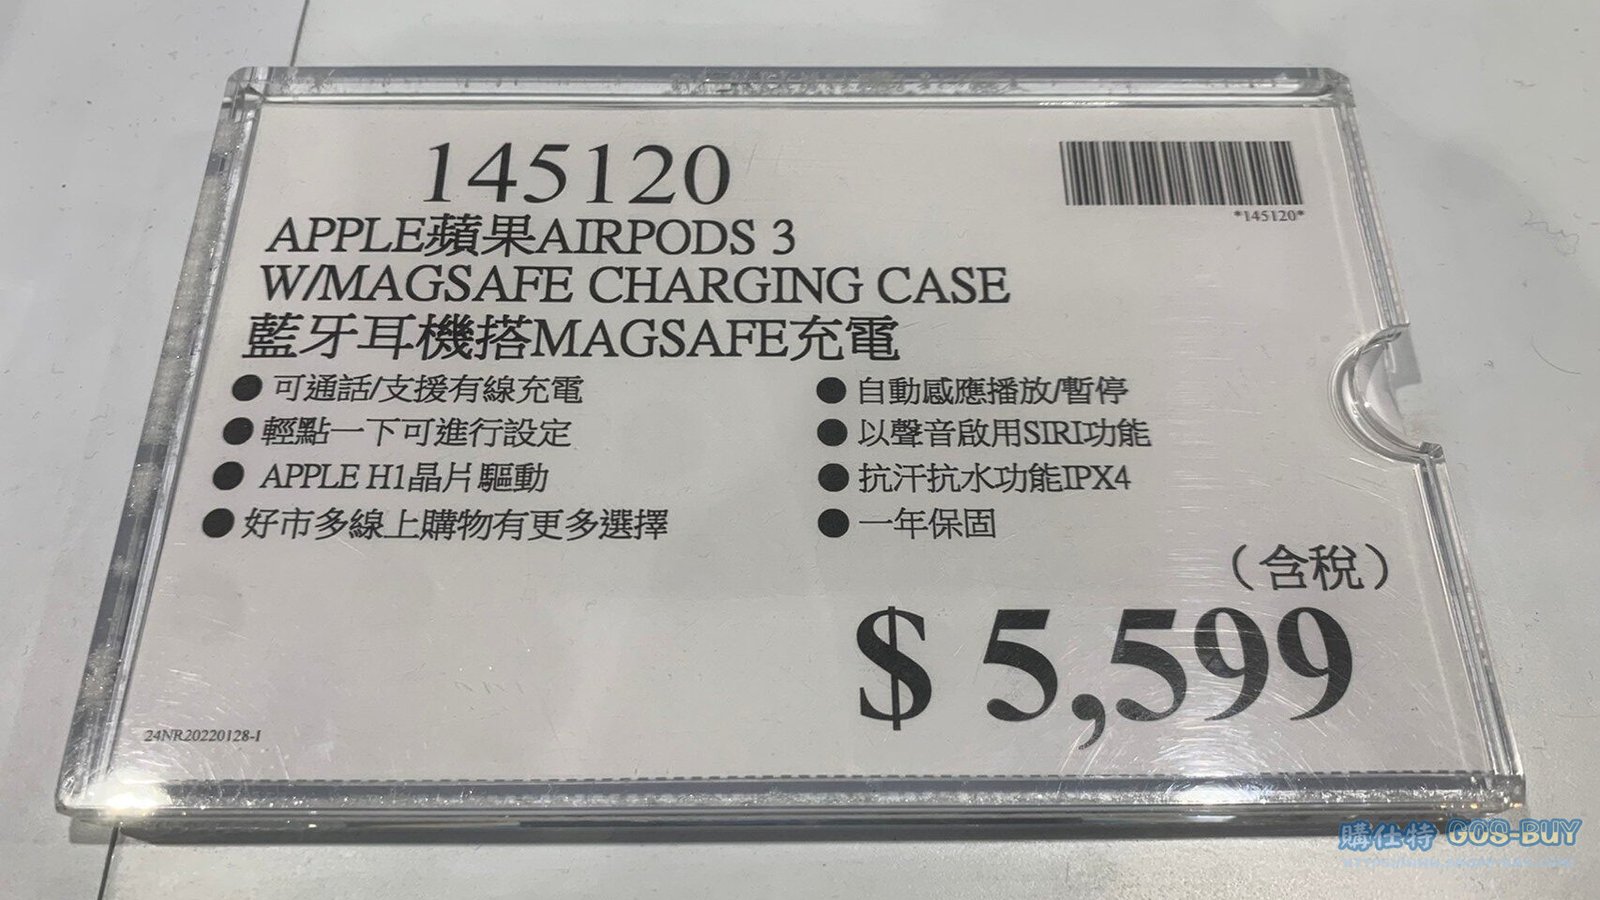 145120
*145120*
APPLE蘋果AIRPODS 3
W/MAGSAFE CHARGING CASE
藍牙耳機搭MAGSAFE充電
● 可通話/支援有線充電
● 輕點一下可進行設定
● APPLE H1晶片驅動
● 好市多線上購物有更多選擇
● 自動感應播放/暫停
● 以聲音啟用SIRI功能
● 抗汗抗水功能IPX4
● 一年保固
（含稅）
$ 5,599
24NR20220128-1
購仕特 GOS-BUY